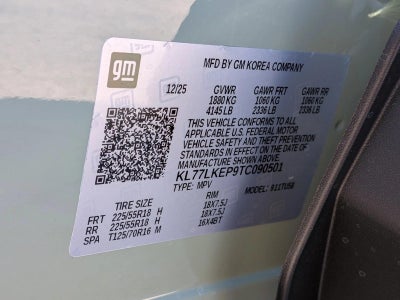 gm
MFD BY GM KOREA COMPANY
12/25 GVWR GAWR FRT GAWR RR
1880 KG 1060 KG 1060 KG
4145 LB 2336 LB 2336 LB
THIS VEHICLE CONFORMS TO ALL
APPLICABLE U.S. FEDERAL MOTOR
VEHICLE SAFETY AND THEFT PREVENTION
STANDARDS IN EFFECT ON THE DATE OF
MANUFACTURE SHOWN ABOVE.
KL77LKEP9TC090501
TYPE: MPV MODEL: 911TU58
TIRE SIZE RIM
FRT 225/55R18 H 18X7.5J
RR 225/55R18 H 18X7.5J
SPA T125/70R16 M 16X4BT